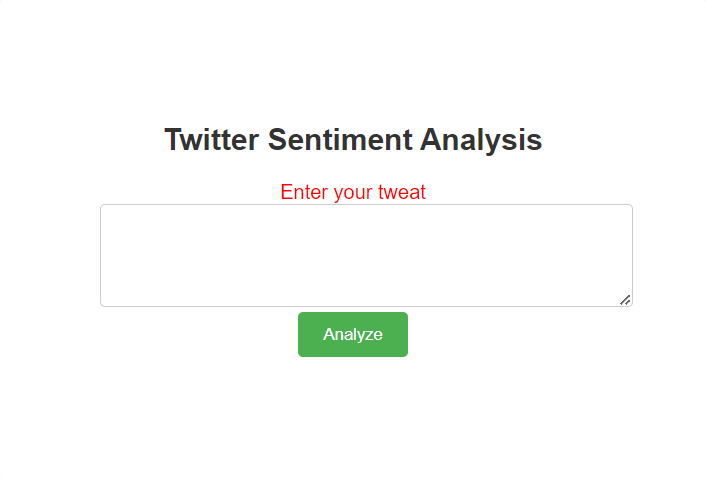 Twitter Sentiment Analysis
Enter your tweat
Analyze